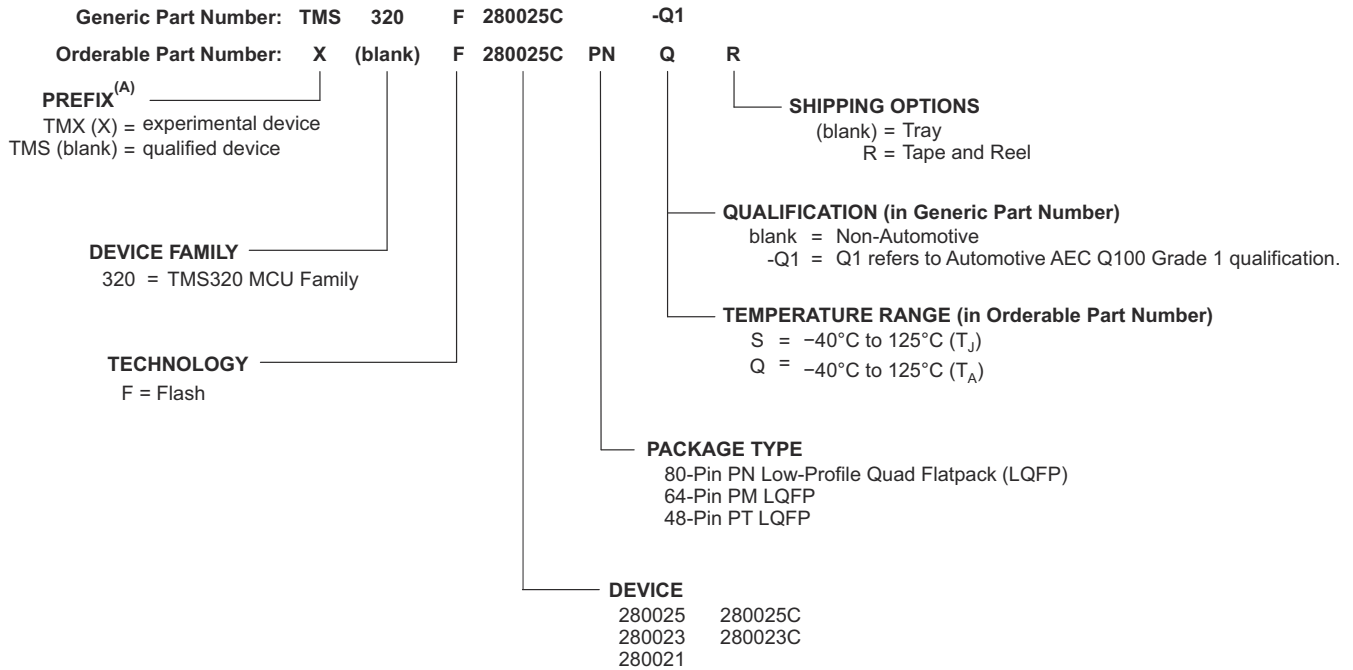 Generic Part Number: TMS 320 F 280025C -Q1
Orderable Part Number: X (blank) F 280025C PN Q R
PREFIX(A)
TMX (X) = experimental device
TMS (blank) = qualified device
SHIPPING OPTIONS
(blank) = Tray
R = Tape and Reel
QUALIFICATION (in Generic Part Number)
blank = Non-Automotive
-Q1 = Q1 refers to Automotive AEC Q100 Grade 1 qualification.
DEVICE FAMILY
320 = TMS320 MCU Family
TEMPERATURE RANGE (in Orderable Part Number)
S = −40°C to 125°C (TJ)
Q = −40°C to 125°C (TA)
TECHNOLOGY
F = Flash
PACKAGE TYPE
80-Pin PN Low-Profile Quad Flatpack (LQFP)
64-Pin PM LQFP
48-Pin PT LQFP
DEVICE
280025 280025C
280023 280023C
280021